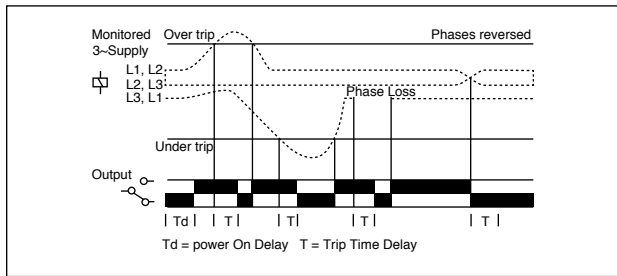 Monitored Over trip Phases reversed
3~Supply
L1, L2
L2, L3
L3, L1 Phase Loss
Under trip
Output
Td T T T T
Td = power On Delay T = Trip Time Delay